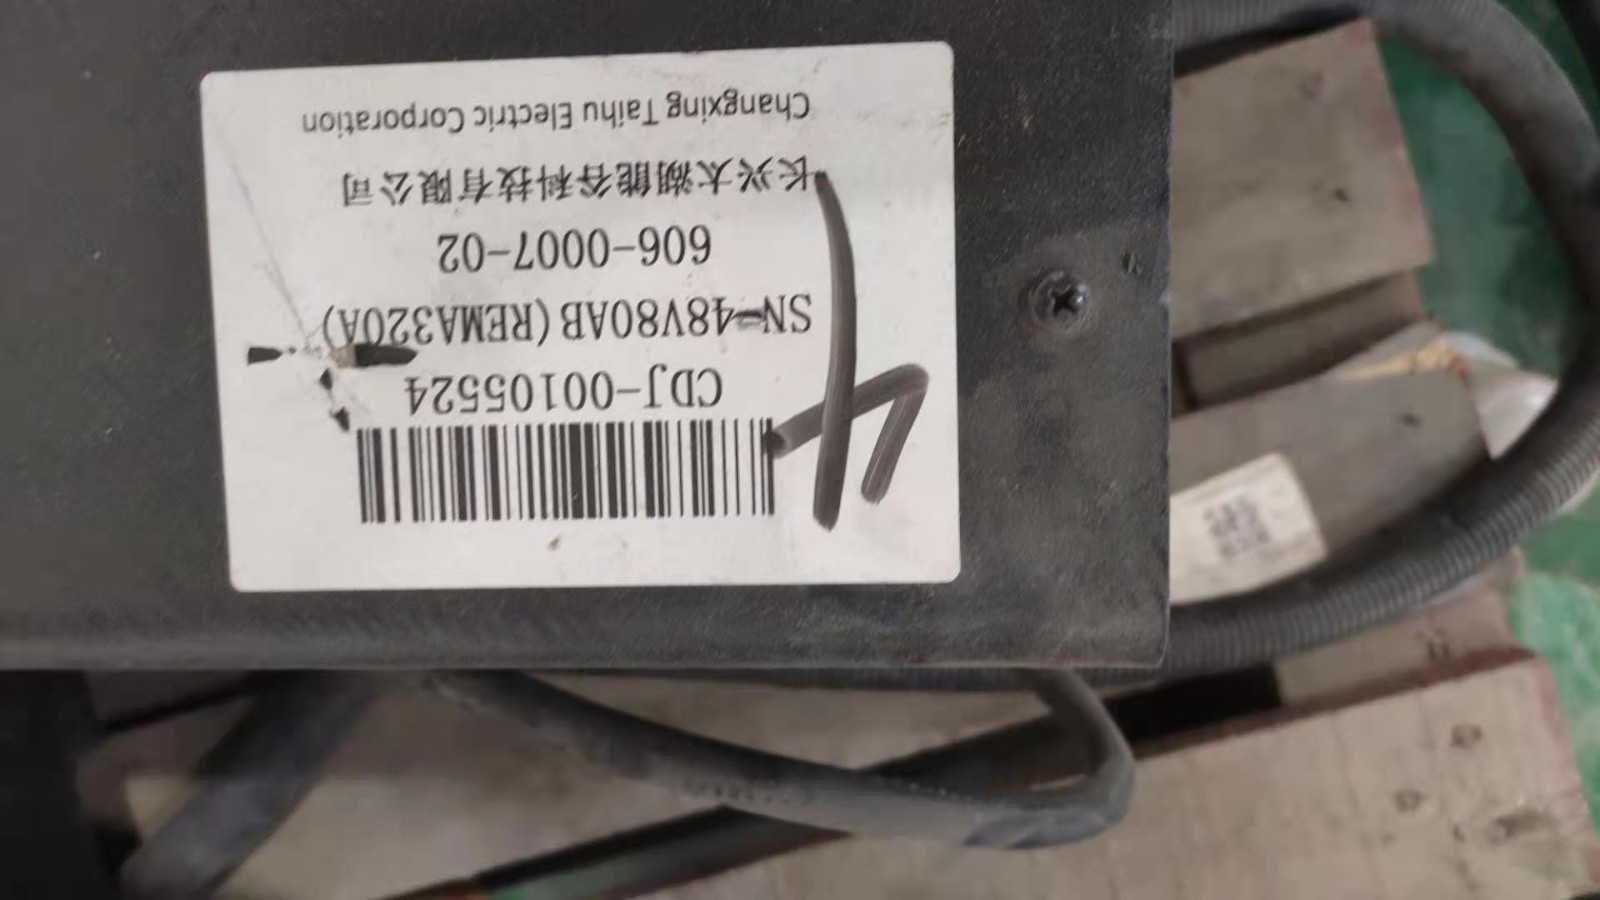 CDJ-00105524
SN-48V80AB(REMA320A)
606-0007-02
长兴太湖能谷科技有限公司
Changxing Taihu Electric Corporation
4